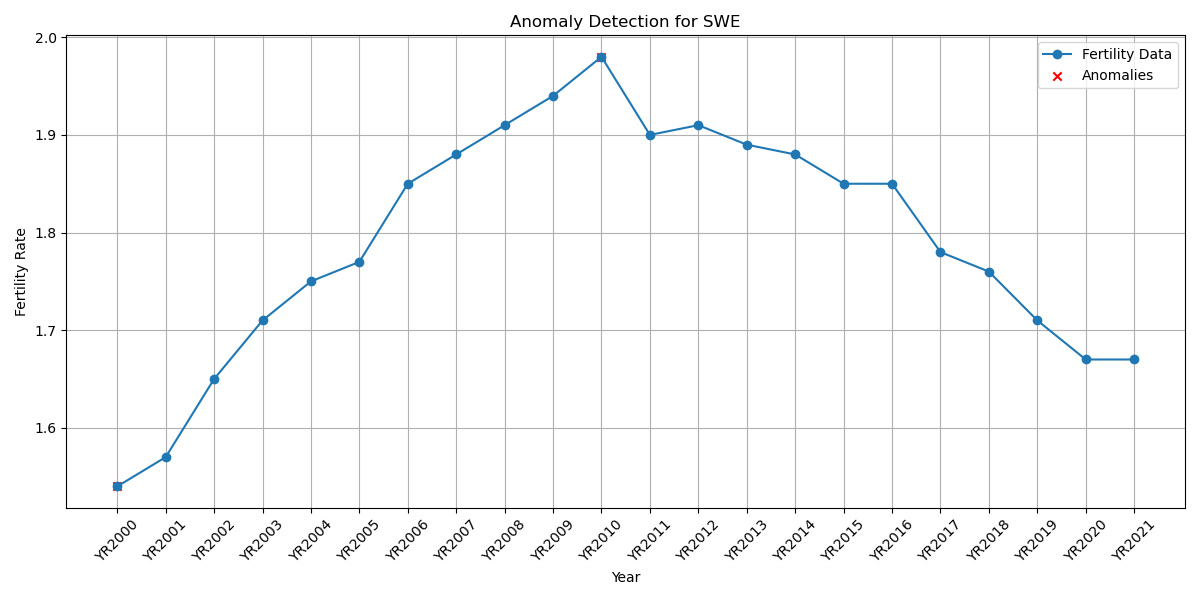 Anomaly Detection for SWE
Fertility Data
Anomalies
Fertility Rate
2.0
1.9
1.8
1.7
1.6
YR2000
YR2001
YR2002
YR2003
YR2004
YR2005
YR2006
YR2007
YR2008
YR2009
YR2010
YR2011
YR2012
YR2013
YR2014
YR2015
YR2016
YR2017
YR2018
YR2019
YR2020
YR2021
Year